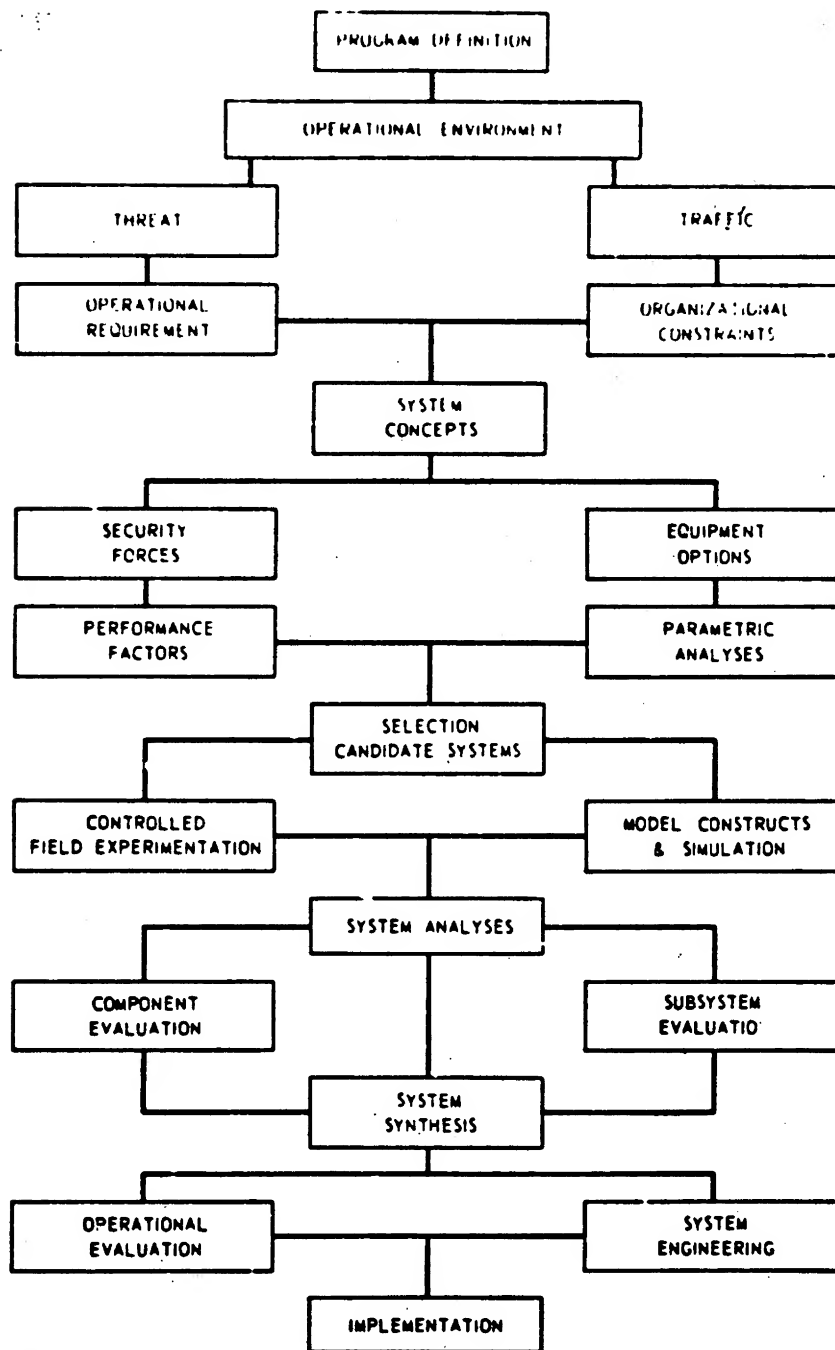 PROGRAM DEFINITION
OPERATIONAL ENVIRONMENT
THREAT
TRAFFIC
OPERATIONAL
REQUIREMENT
ORGANIZATIONAL
CONSTRAINTS
SYSTEM
CONCEPTS
SECURITY
FORCES
EQUIPMENT
OPTIONS
PERFORMANCE
FACTORS
PARAMETRIC
ANALYSES
SELECTION
CANDIDATE SYSTEMS
CONTROLLED
FIELD EXPERIMENTATION
MODEL CONSTRUCTS
& SIMULATION
SYSTEM ANALYSES
COMPONENT
EVALUATION
SUBSYSTEM
EVALUATIO
SYSTEM
SYNTHESIS
OPERATIONAL
EVALUATION
SYSTEM
ENGINEERING
IMPLEMENTATION